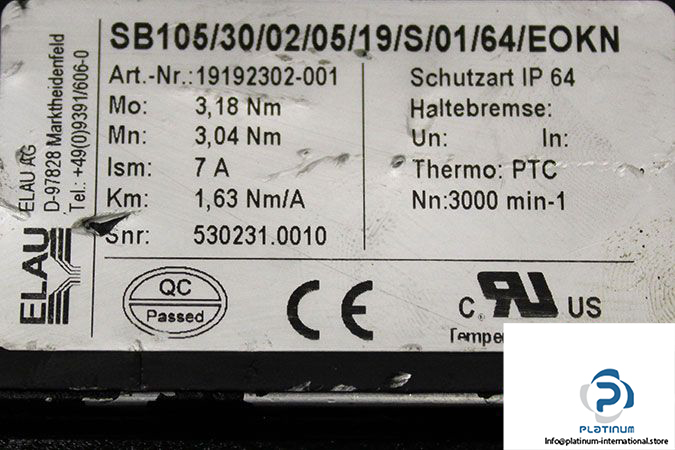 SB105/30/02/05/19/S/01/64/EOKN
Art.-Nr.:19192302-001
Mo: 3,18 Nm
Mn: 3,04 Nm
Ism: 7 A
Km: 1,63 Nm/A
Snr: 530231.0010
Schutzart IP 64
Haltebremse:
Un: In:
Thermo: PTC
Nn:3000 min-1
ELAU
ELAU AG
D-97828 Marktheidenfeld
Tel.: +49(0)9391/606-0
QC
Passed
CE
C RU US
PLATINUM
Info@platinum-international.store